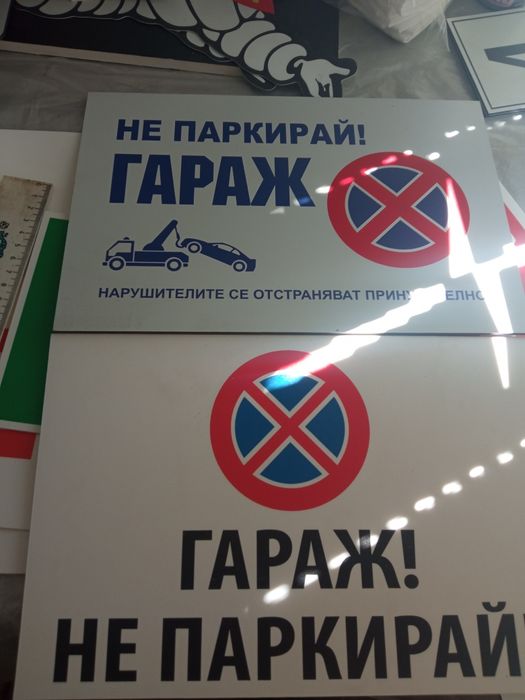 НЕ ПАРКИРАЙ!
ГАРАЖ
НАРУШИТЕЛИТЕ СЕ ОТСТРАНЯВАТ
ГАРАЖ!
НЕ ПАРКИРАЙ!